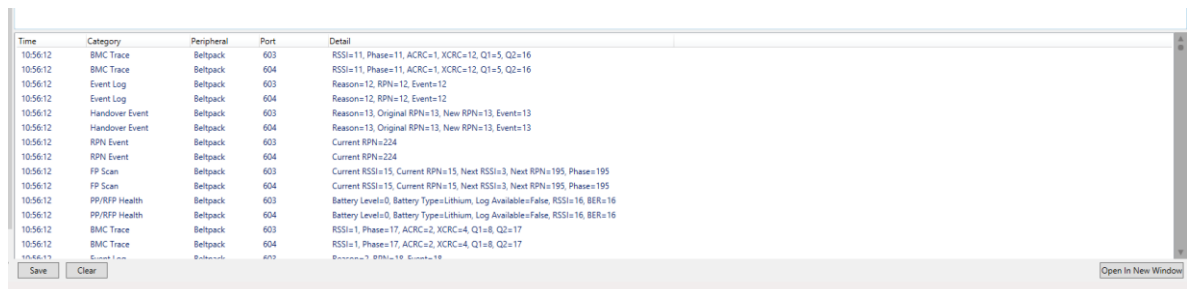 Time Category Peripheral Port Detail
10:56:12 BMC Trace Beltpack 603 RSSI=11, Phase=11, ACRC=1, XCRC=12, Q1=5, Q2=16
10:56:12 BMC Trace Beltpack 604 RSSI=11, Phase=11, ACRC=1, XCRC=12, Q1=5, Q2=16
10:56:12 Event Log Beltpack 603 Reason=12, RPN=12, Event=12
10:56:12 Event Log Beltpack 604 Reason=12, RPN=12, Event=12
10:56:12 Handover Event Beltpack 603 Reason=13, Original RPN=13, New RPN=13, Event=13
10:56:12 Handover Event Beltpack 604 Reason=13, Original RPN=13, New RPN=13, Event=13
10:56:12 RPN Event Beltpack 603 Current RPN=224
10:56:12 RPN Event Beltpack 604 Current RPN=224
10:56:12 FP Scan Beltpack 603 Current RSSI=15, Current RPN=15, Next RSSI=3, Next RPN=195, Phase=195
10:56:12 FP Scan Beltpack 604 Current RSSI=15, Current RPN=15, Next RSSI=3, Next RPN=195, Phase=195
10:56:12 PP/RFP Health Beltpack 603 Battery Level=0, Battery Type=Lithium, Log Available=False, RSSI=16, BER=16
10:56:12 PP/RFP Health Beltpack 604 Battery Level=0, Battery Type=Lithium, Log Available=False, RSSI=16, BER=16
10:56:12 BMC Trace Beltpack 603 RSSI=1, Phase=17, ACRC=2, XCRC=4, Q1=8, Q2=17
10:56:12 BMC Trace Beltpack 604 RSSI=1, Phase=17, ACRC=2, XCRC=4, Q1=8, Q2=17
10:56:12 Event Log Beltpack 603 Reason=2, RPN=18, Event=18
Save Clear Open In New Window